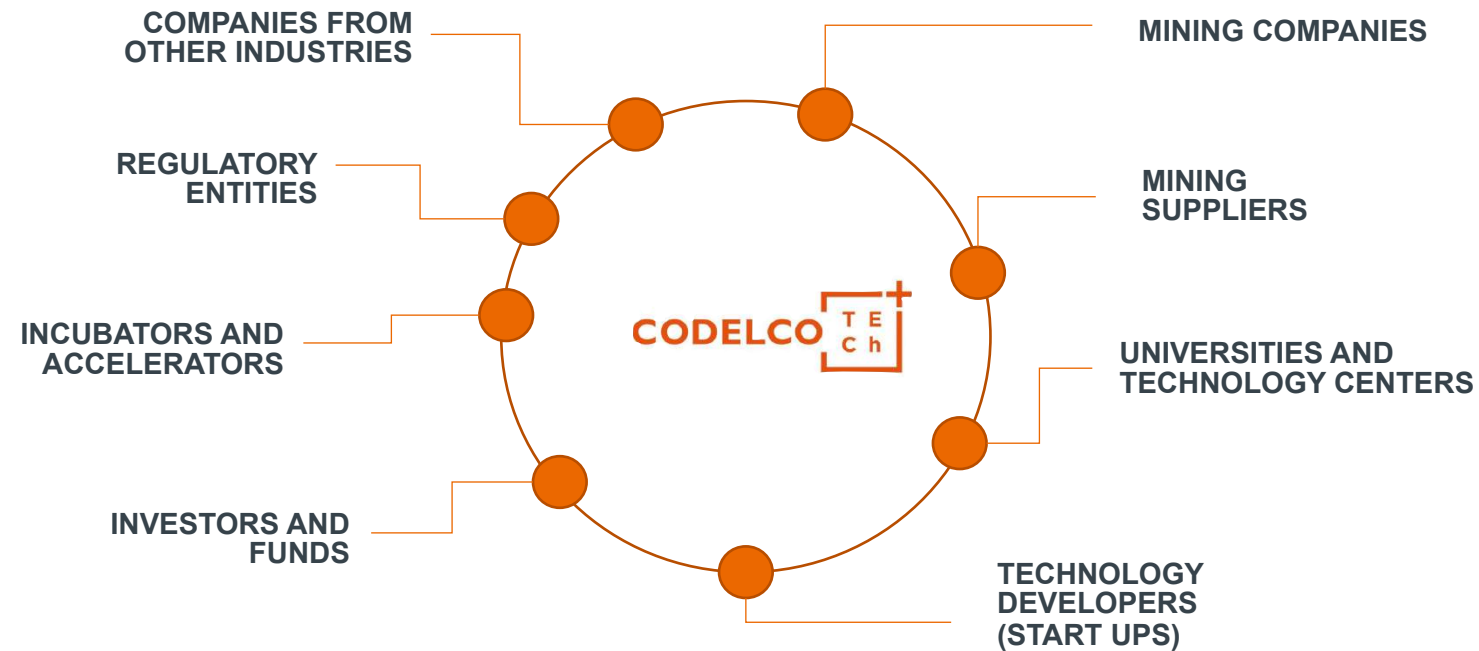 COMPANIES FROM
OTHER INDUSTRIES
MINING COMPANIES
REGULATORY
ENTITIES
MINING
SUPPLIERS
CODELCO
TE
Ch
INCUBATORS AND
ACCELERATORS
UNIVERSITIES AND
TECHNOLOGY CENTERS
INVESTORS AND
FUNDS
TECHNOLOGY
DEVELOPERS
(START UPS)